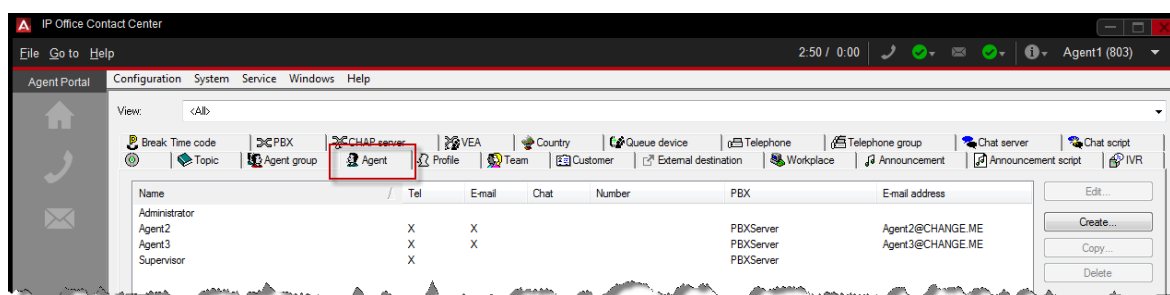 IP Office Contact Center
File Go to Help 2:50 / 0:00 Agent1 (803)
Agent Portal Configuration System Service Windows Help
View: <All>
Break Time code PBX CHAP server VEA Country Queue device Telephone Telephone group Chat server Chat script
Topic Agent group Agent Profile Team Customer External destination Workplace Announcement Announcement script IVR
Name Tel E-mail Chat Number PBX E-mail address Edit...
Administrator
Agent2 X X PBXServer Agent2@CHANGE.ME Create...
Agent3 X X PBXServer Agent3@CHANGE.ME Copy...
Supervisor X PBXServer
Delete